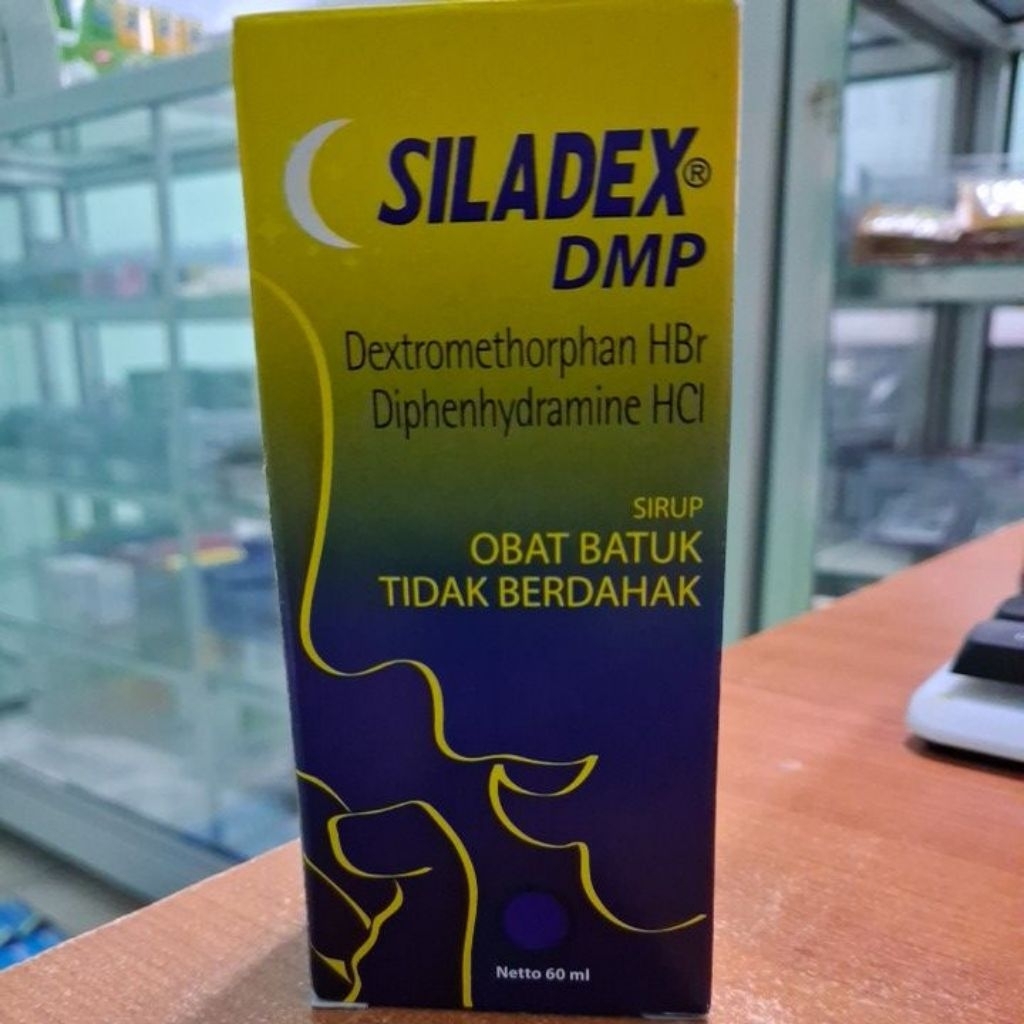 SILADEX®
DMP
Dextromethorphan HBr
Diphenhydramine HCl
SIRUP
OBAT BATUK
TIDAK BERDAHAK
Netto 60 ml